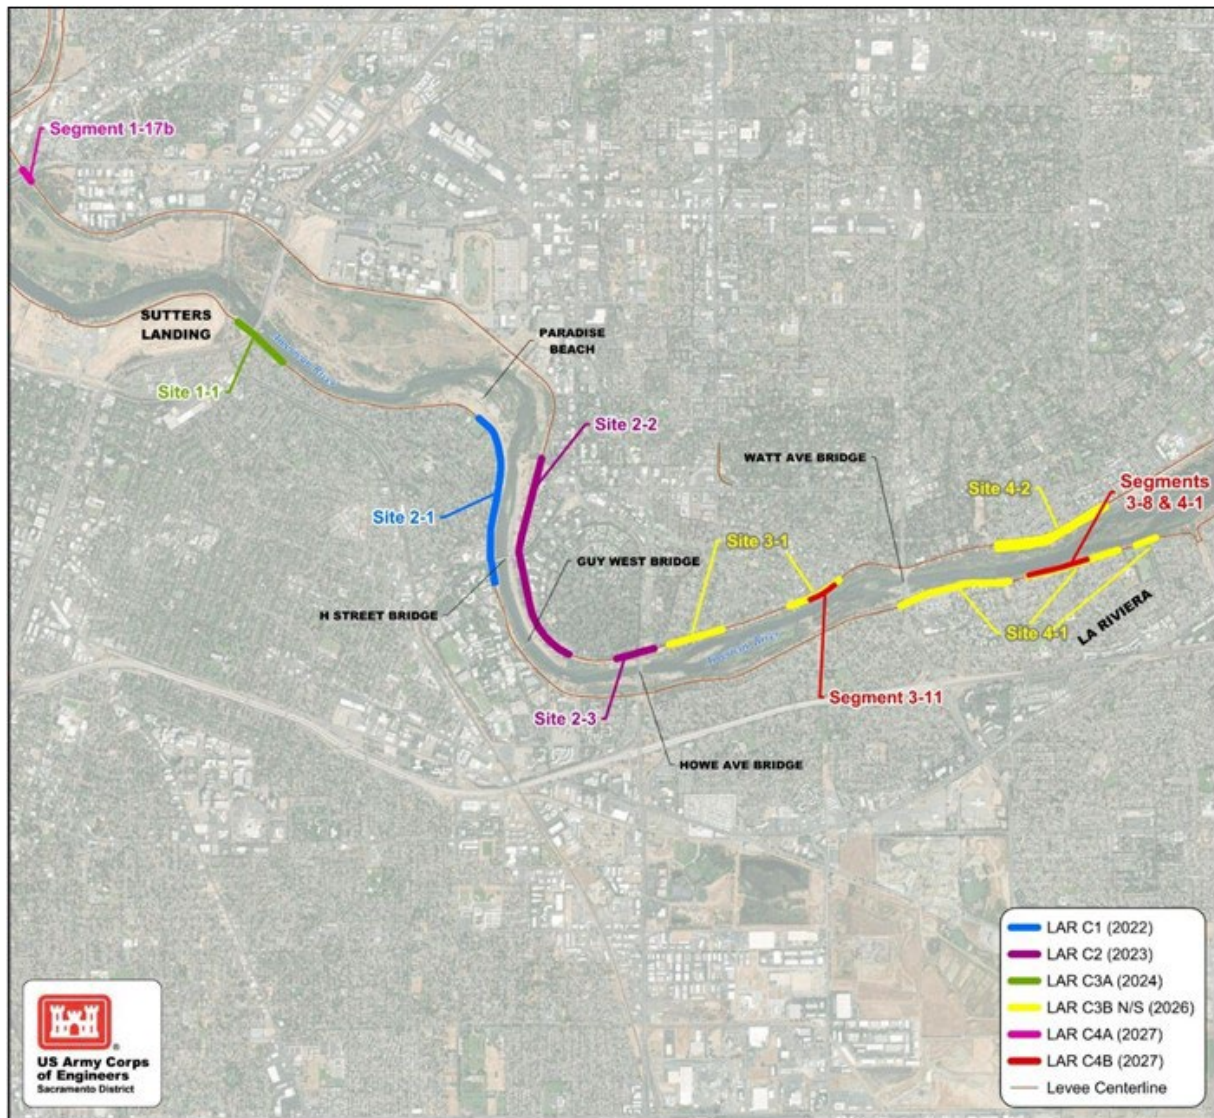 Segment 1-17b
SUTTERS
LANDING
American River
PARADISE
BEACH
Site 1-1
Site 2-2
WATT AVE BRIDGE
Site 4-2
Segments
3-8 & 4-1
Site 2-1
Site 3-1
GUY WEST BRIDGE
H STREET BRIDGE
LA RIVIERA
Site 4-1
American River
Segment 3-11
Site 2-3
HOWE AVE BRIDGE
LAR C1 (2022)
LAR C2 (2023)
LAR C3A (2024)
LAR C3B N/S (2026)
LAR C4A (2027)
LAR C4B (2027)
Levee Centerline
®
US Army Corps
of Engineers
Sacramento District